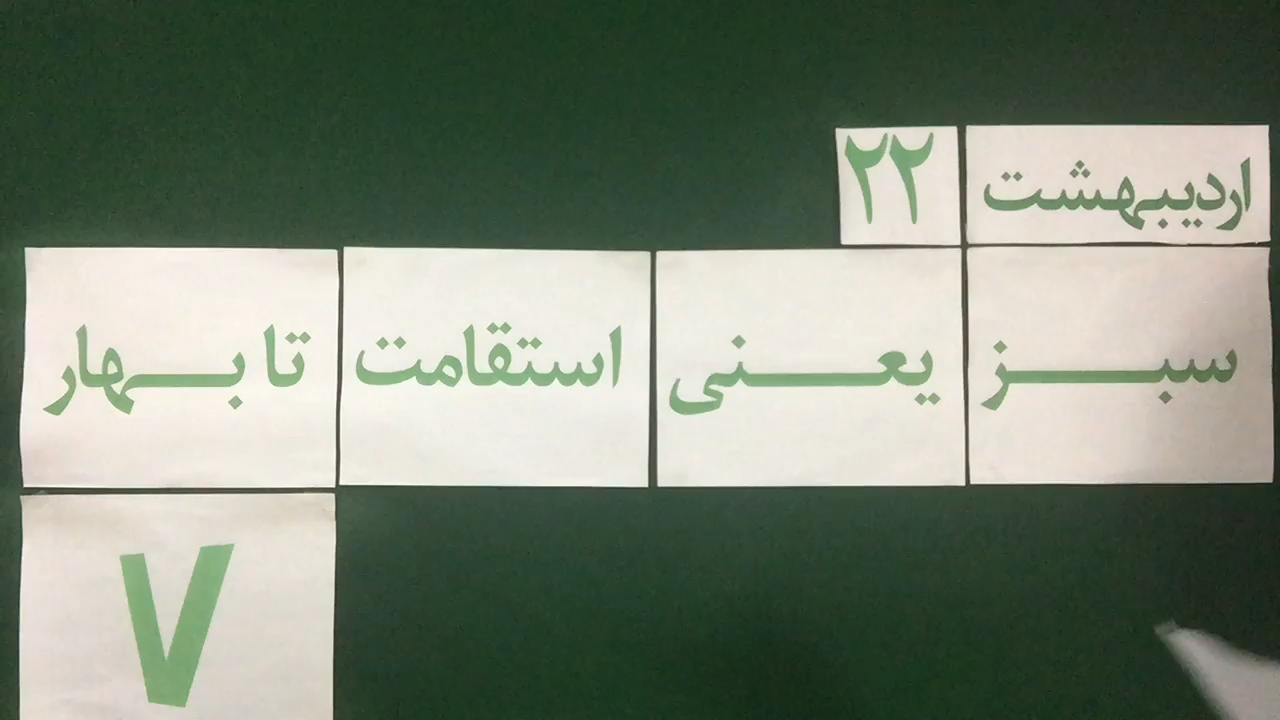 اردیبهشت ۲۲
سبز یعنی استقامت تا بهار
۷